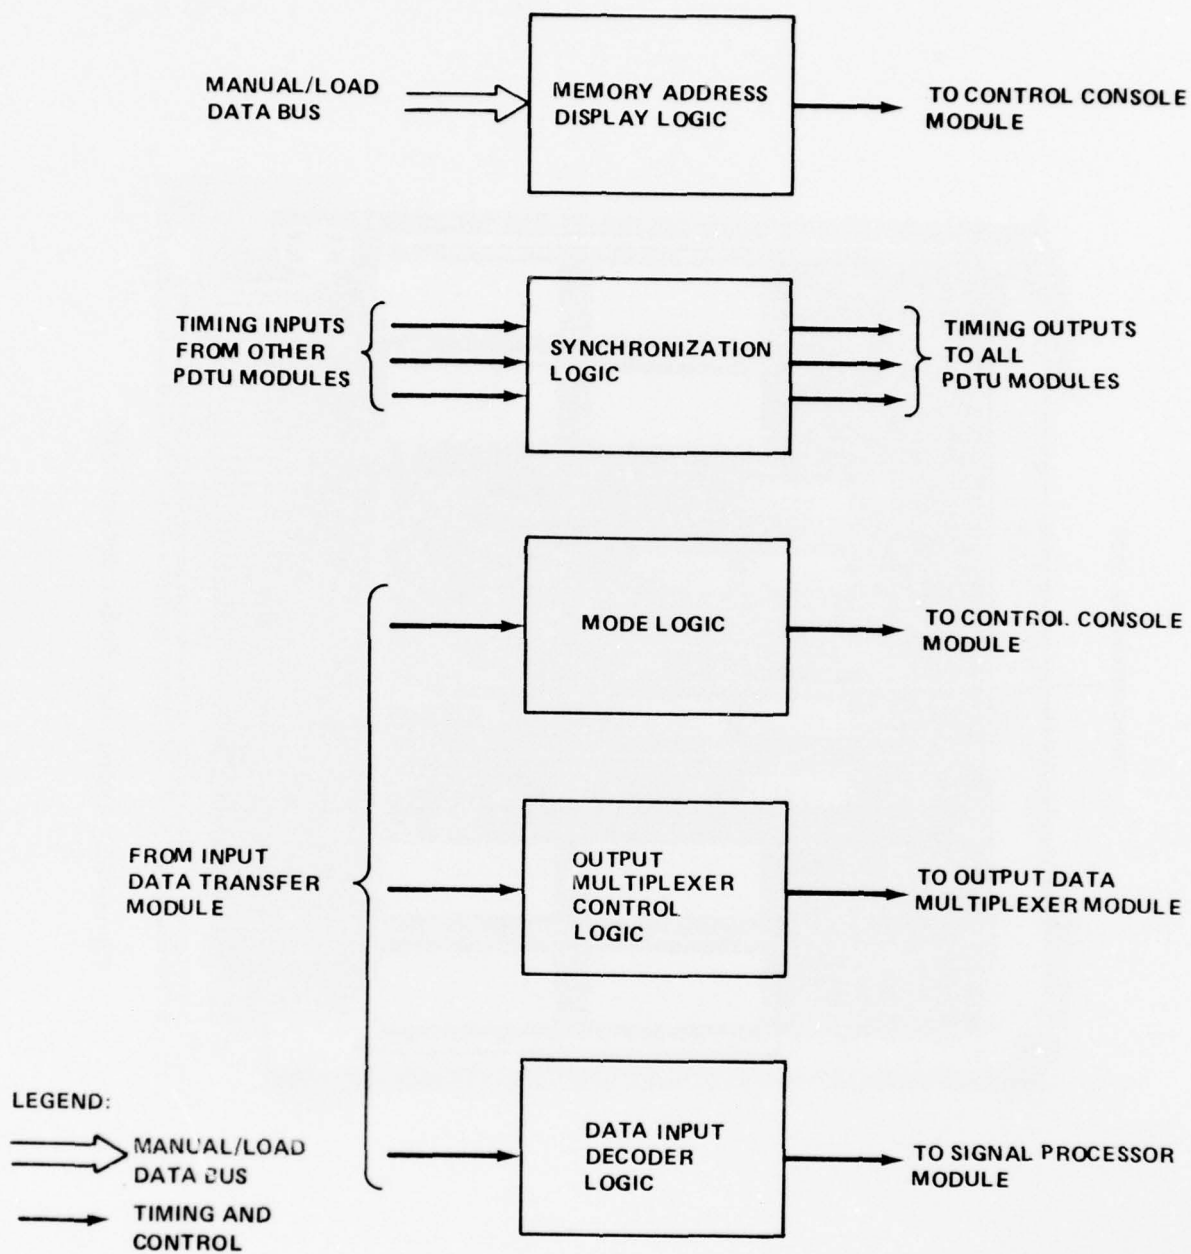 MANUAL/LOAD
DATA BUS
MEMORY ADDRESS
DISPLAY LOGIC
TO CONTROL CONSOLE
MODULE
TIMING INPUTS
FROM OTHER
PDTU MODULES
SYNCHRONIZATION
LOGIC
TIMING OUTPUTS
TO ALL
PDTU MODULES
MODE LOGIC
TO CONTROL CONSOLE
MODULE
FROM INPUT
DATA TRANSFER
MODULE
OUTPUT
MULTIPLEXER
CONTROL
LOGIC
TO OUTPUT DATA
MULTIPLEXER MODULE
DATA INPUT
DECODER
LOGIC
TO SIGNAL PROCESSOR
MODULE
LEGEND:
MANUAL/LOAD
DATA BUS
TIMING AND
CONTROL